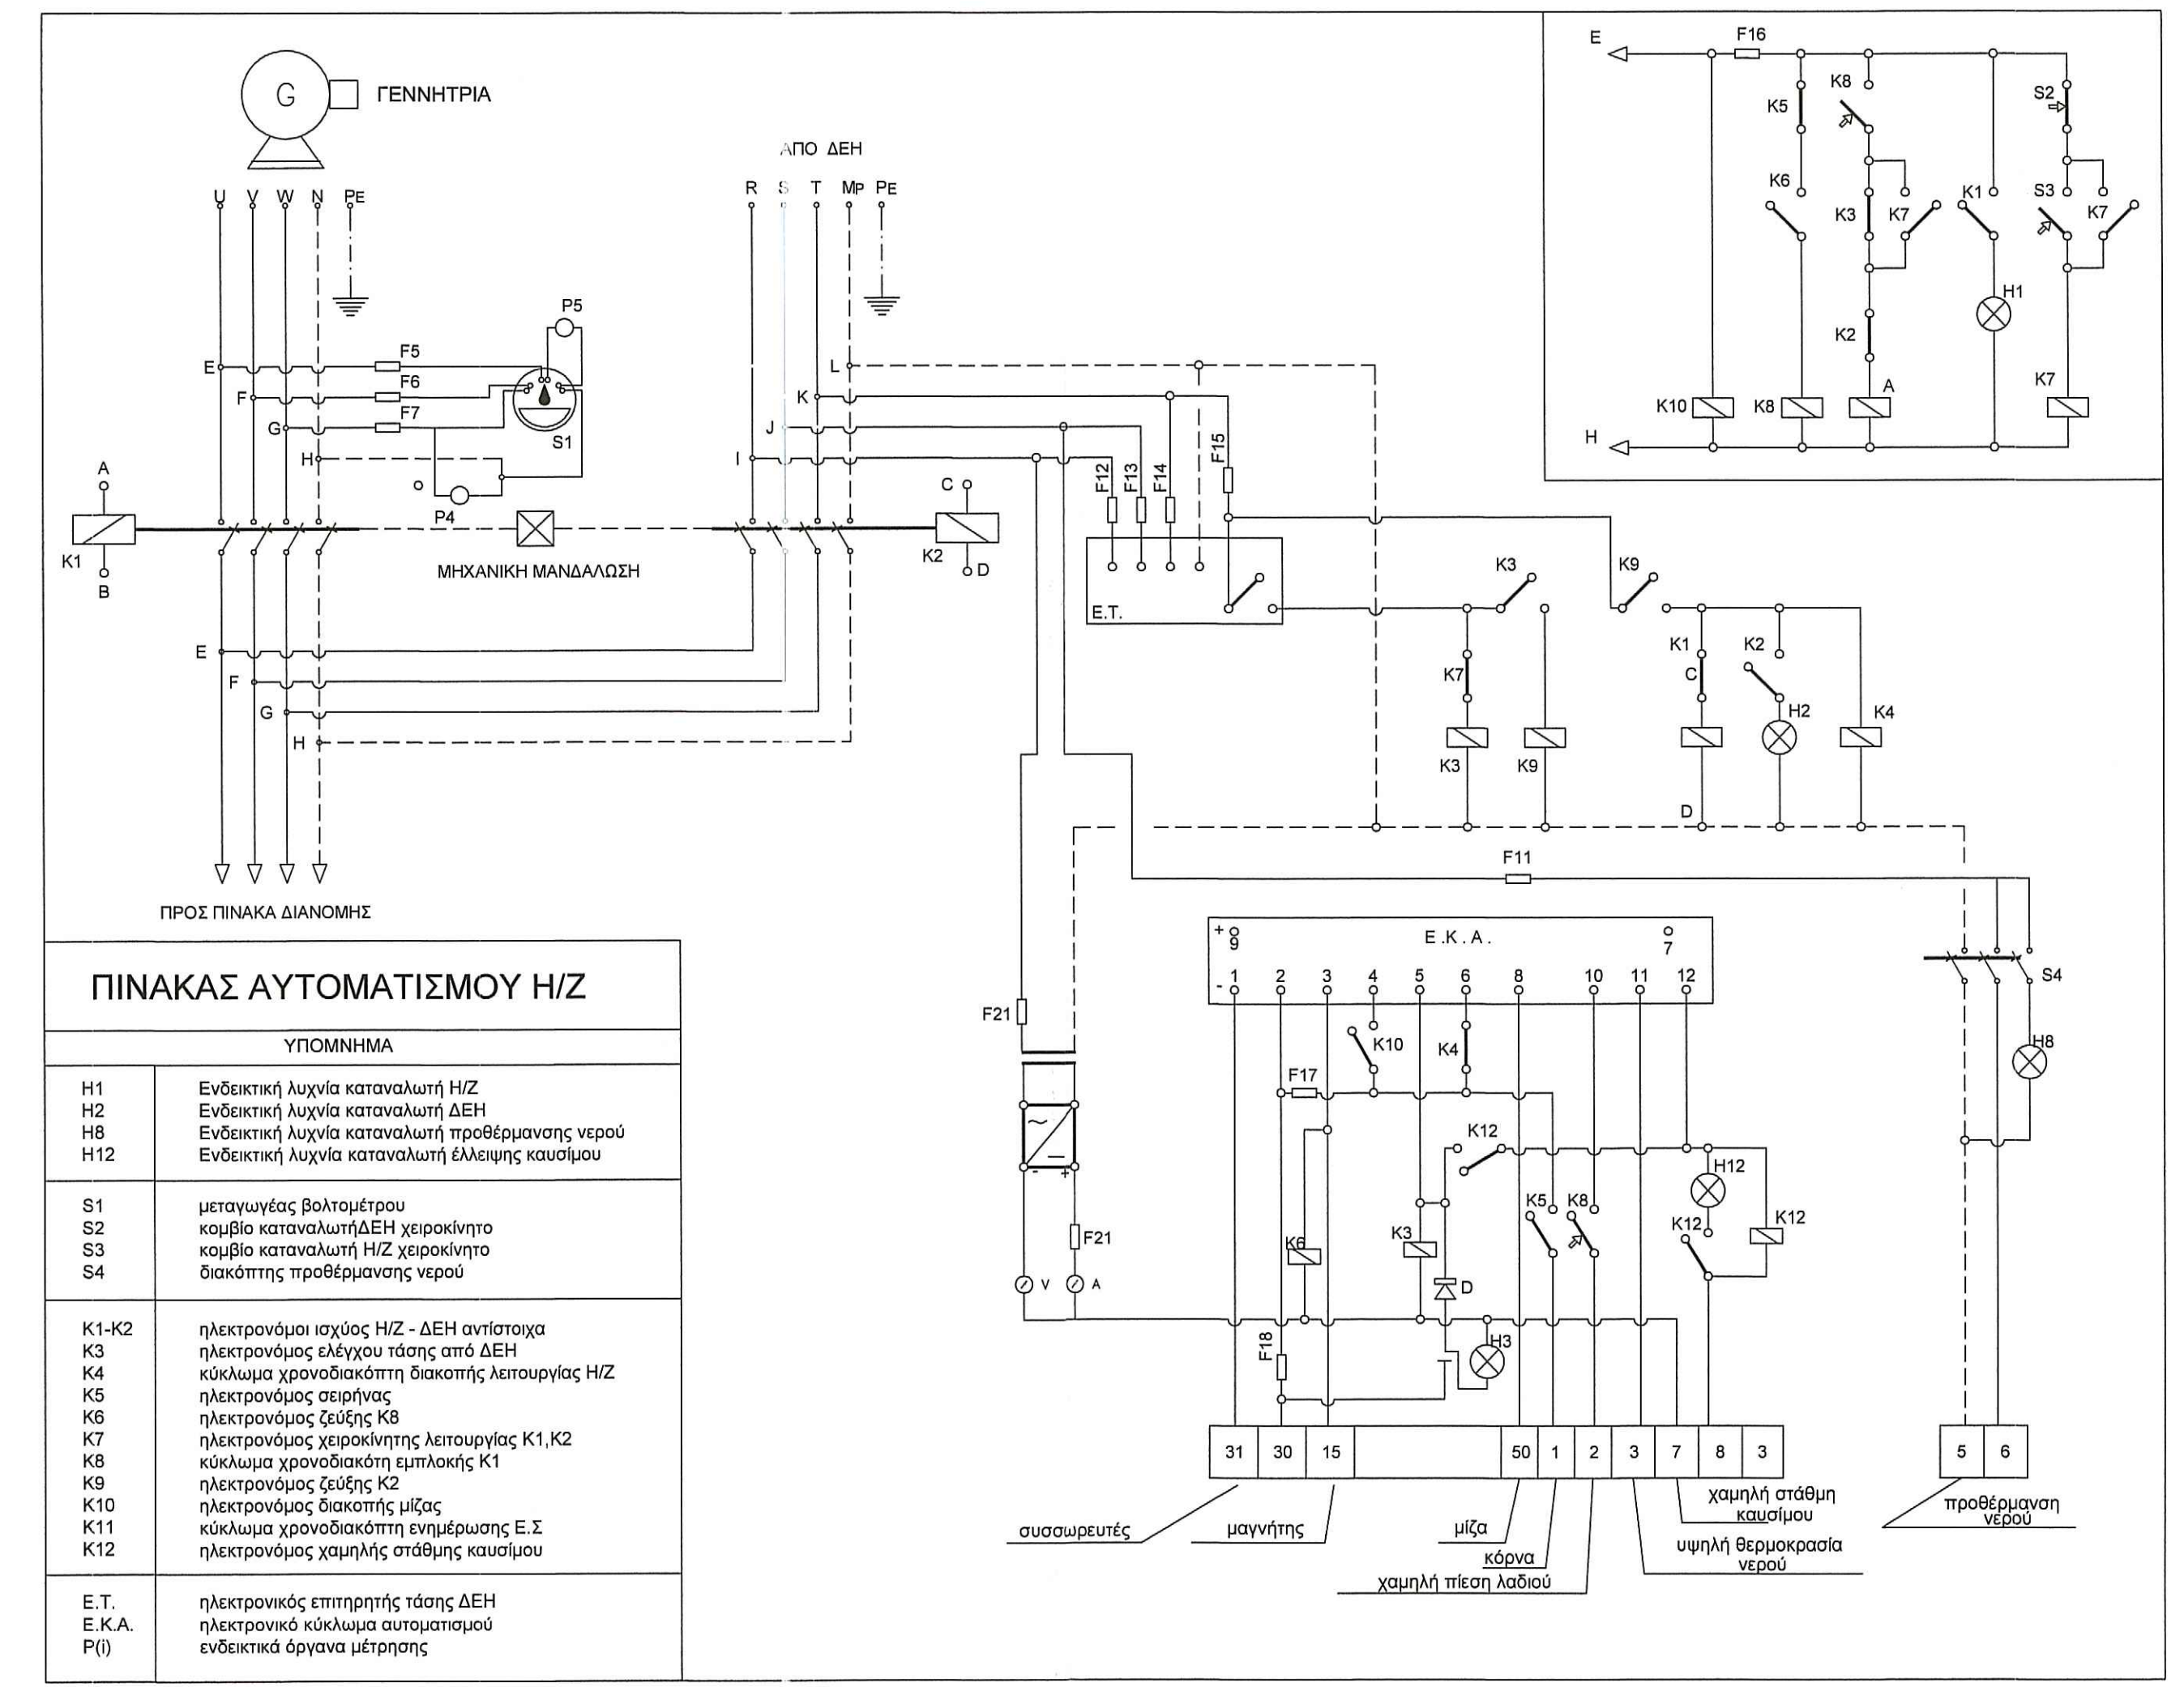 G
ΓΕΝΝΗΤΡΙΑ
U V W N PE
ΑΠΟ ΔΕΗ
R S T MP PE
E
F16
K8
S2
K5
K6
K3
K7
K1
S3
K7
H1
K2
A
K10
K8
K7
H
P5
E
F5
F
F6
G
F7
S1
H
P4
A
K1
B
ΜΗΧΑΝΙΚΗ ΜΑΝΔΑΛΩΣΗ
C
K2
D
L
K
J
I
F12
F13
F14
F15
E.T.
K3
K9
K7
K1
C
K2
H2
K4
K3
K9
D
E
F
G
H
ΠΡΟΣ ΠΙΝΑΚΑ ΔΙΑΝΟΜΗΣ
F11
F21
+ 9
E.K.A.
7
- 1 2 3 4 5 6 8 10 11 12
S4
H8
K10
K4
F17
K12
H12
K5
K8
K12
K12
K6
K3
D
- +
F21
V
A
F18
H3
31 30 15 50 1 2 3 7 8 3
5 6
συσσωρευτές
μαγνήτης
μίζα
κόρνα
χαμηλή πίεση λαδιού
χαμηλή στάθμη
καυσίμου
υψηλή θερμοκρασία
νερού
προθέρμανση
νερού
ΠΙΝΑΚΑΣ ΑΥΤΟΜΑΤΙΣΜΟΥ Η/Ζ
ΥΠΟΜΝΗΜΑ
H1 Ενδεικτική λυχνία καταναλωτή Η/Ζ
H2 Ενδεικτική λυχνία καταναλωτή ΔΕΗ
H8 Ενδεικτική λυχνία καταναλωτή προθέρμανσης νερού
H12 Ενδεικτική λυχνία καταναλωτή έλλειψης καυσίμου
S1 μεταγωγέας βολτομέτρου
S2 κομβίο καταναλωτήΔΕΗ χειροκίνητο
S3 κομβίο καταναλωτή Η/Ζ χειροκίνητο
S4 διακόπτης προθέρμανσης νερού
K1-K2 ηλεκτρονόμοι ισχύος Η/Ζ - ΔΕΗ αντίστοιχα
K3 ηλεκτρονόμος ελέγχου τάσης από ΔΕΗ
K4 κύκλωμα χρονοδιακόπτη διακοπής λειτουργίας Η/Ζ
K5 ηλεκτρονόμος σειρήνας
K6 ηλεκτρονόμος ζεύξης Κ8
K7 ηλεκτρονόμος χειροκίνητης λειτουργίας Κ1,Κ2
K8 κύκλωμα χρονοδιακότη εμπλοκής Κ1
K9 ηλεκτρονόμος ζεύξης Κ2
K10 ηλεκτρονόμος διακοπής μίζας
K11 κύκλωμα χρονοδιακόπτη ενημέρωσης Ε.Σ
K12 ηλεκτρονόμος χαμηλής στάθμης καυσίμου
Ε.Τ. ηλεκτρονικός επιτηρητής τάσης ΔΕΗ
Ε.Κ.Α. ηλεκτρονικό κύκλωμα αυτοματισμού
P(i) ενδεικτικά όργανα μέτρησης